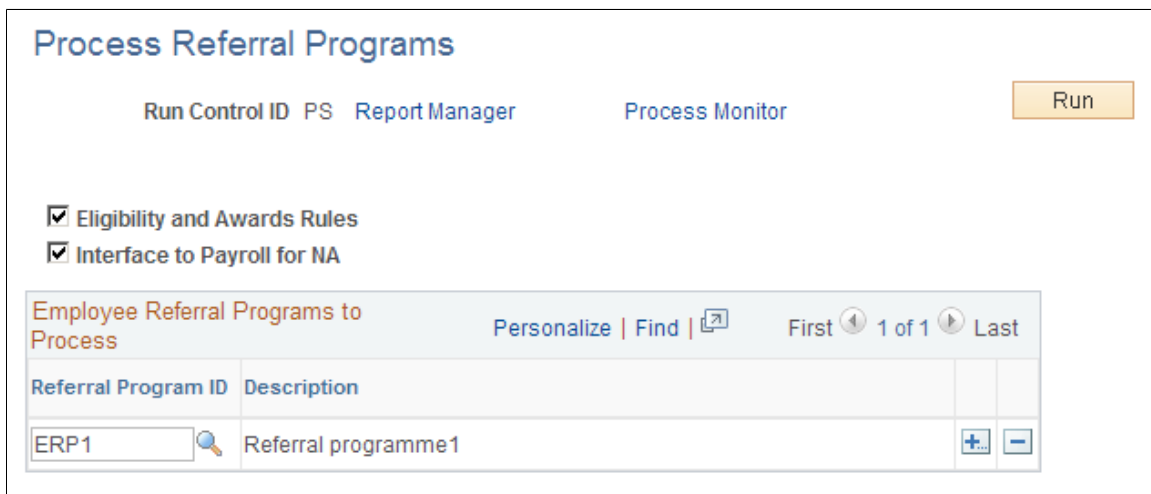 Process Referral Programs
Run Control ID PS Report Manager Process Monitor Run
Eligibility and Awards Rules
Interface to Payroll for NA
Employee Referral Programs to
Process
Personalize | Find | First 1 of 1 Last
Referral Program ID Description
ERP1 Referral programme1